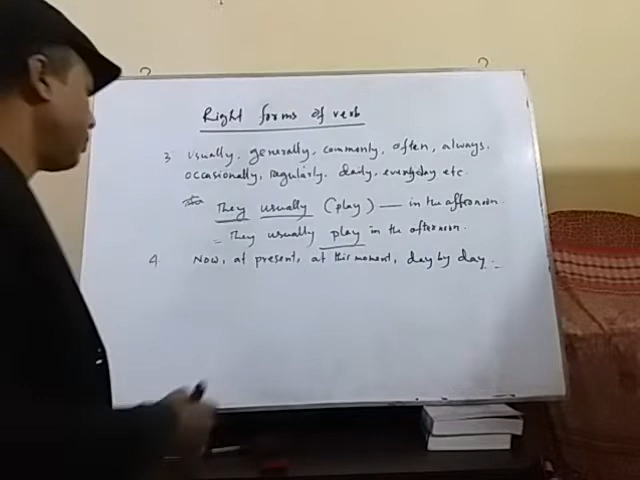 Right forms of verb
3 usually, generally, commonly, often, always,
occasionally, regularly, daily, everyday etc.
They usually (play) — in the afternoon.
= They usually play in the afternoon.
4. Now, at present, at this moment, day by day.